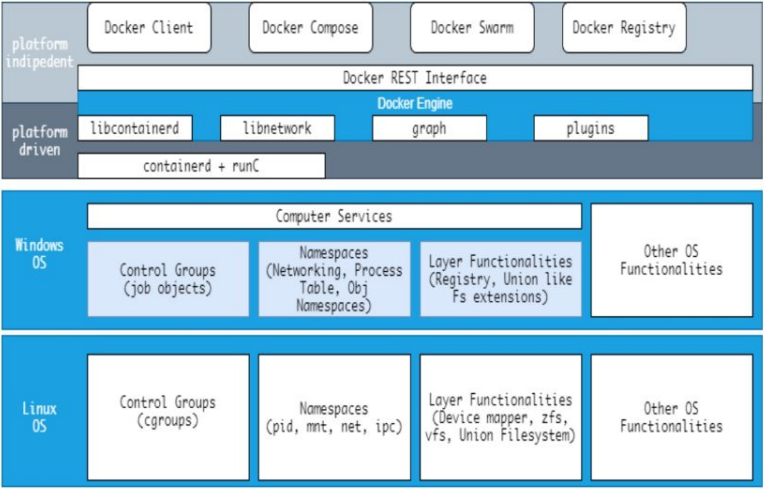 Docker Client
Docker Compose
Docker Swarm
Docker Registry
platform
indipedent
Docker REST Interface
Docker Engine
platform
driven
libcontainerd
libnetwork
graph
plugins
containerd + runC
Windows
OS
Computer Services
Control Groups
(job objects)
Namespaces
(Networking, Process
Table, Obj
Namespaces)
Layer Functionalities
(Registry, Union like
Fs extensions)
Other OS
Functionalities
Linux
OS
Control Groups
(cgroups)
Namespaces
(pid, mnt, net, ipc)
Layer Functionalities
(Device mapper, zfs,
vfs, Union Filesystem)
Other OS
Functionalities